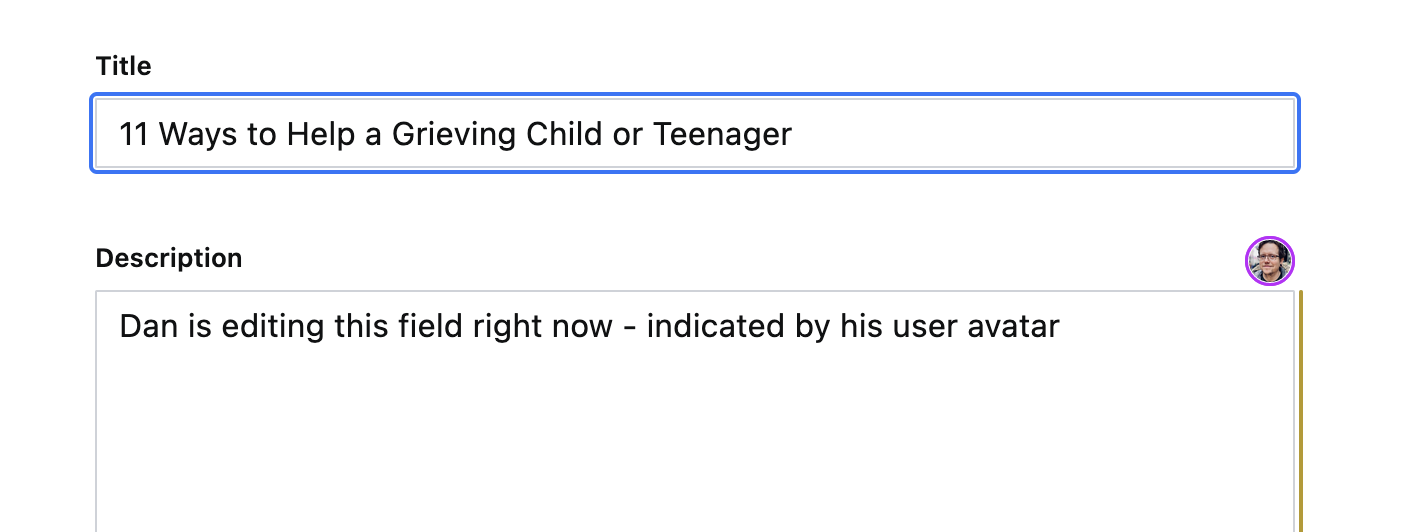 Title
11 Ways to Help a Grieving Child or Teenager
Description
Dan is editing this field right now - indicated by his user avatar